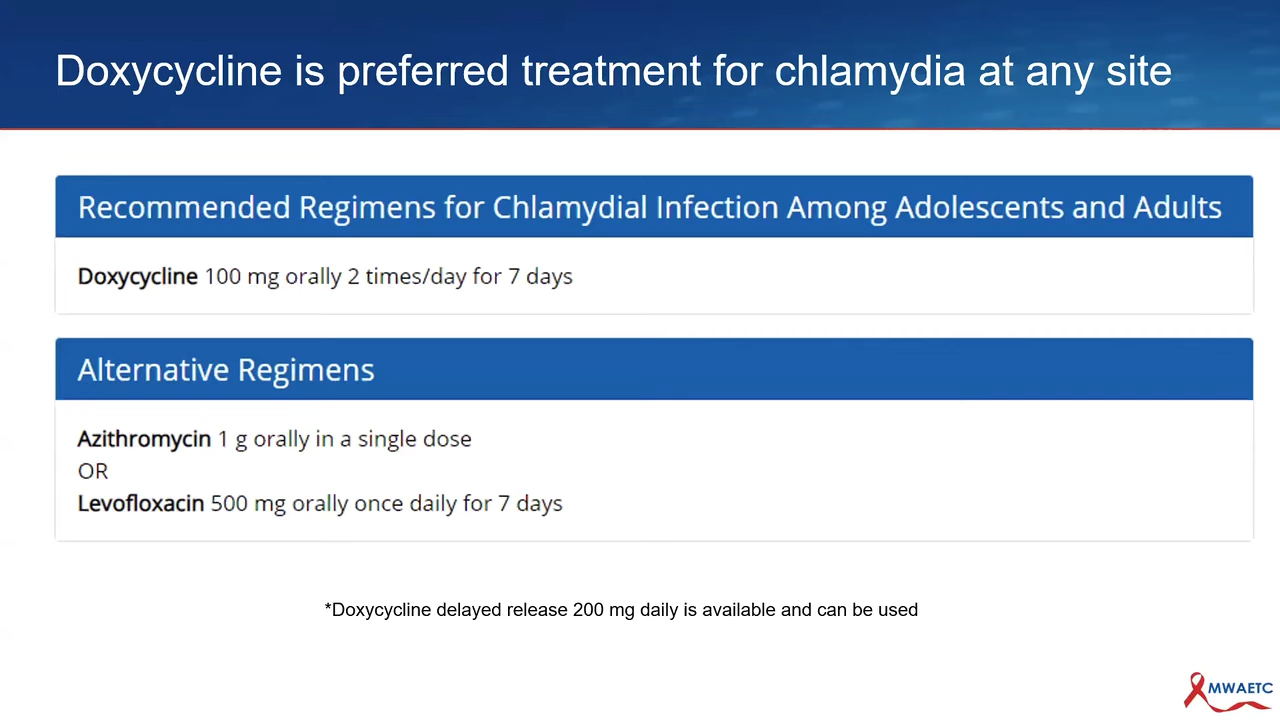 Doxycycline is preferred treatment for chlamydia at any site
Recommended Regimens for Chlamydial Infection Among Adolescents and Adults
Doxycycline 100 mg orally 2 times/day for 7 days
Alternative Regimens
Azithromycin 1 g orally in a single dose
OR
Levofloxacin 500 mg orally once daily for 7 days
*Doxycycline delayed release 200 mg daily is available and can be used
MWAETC